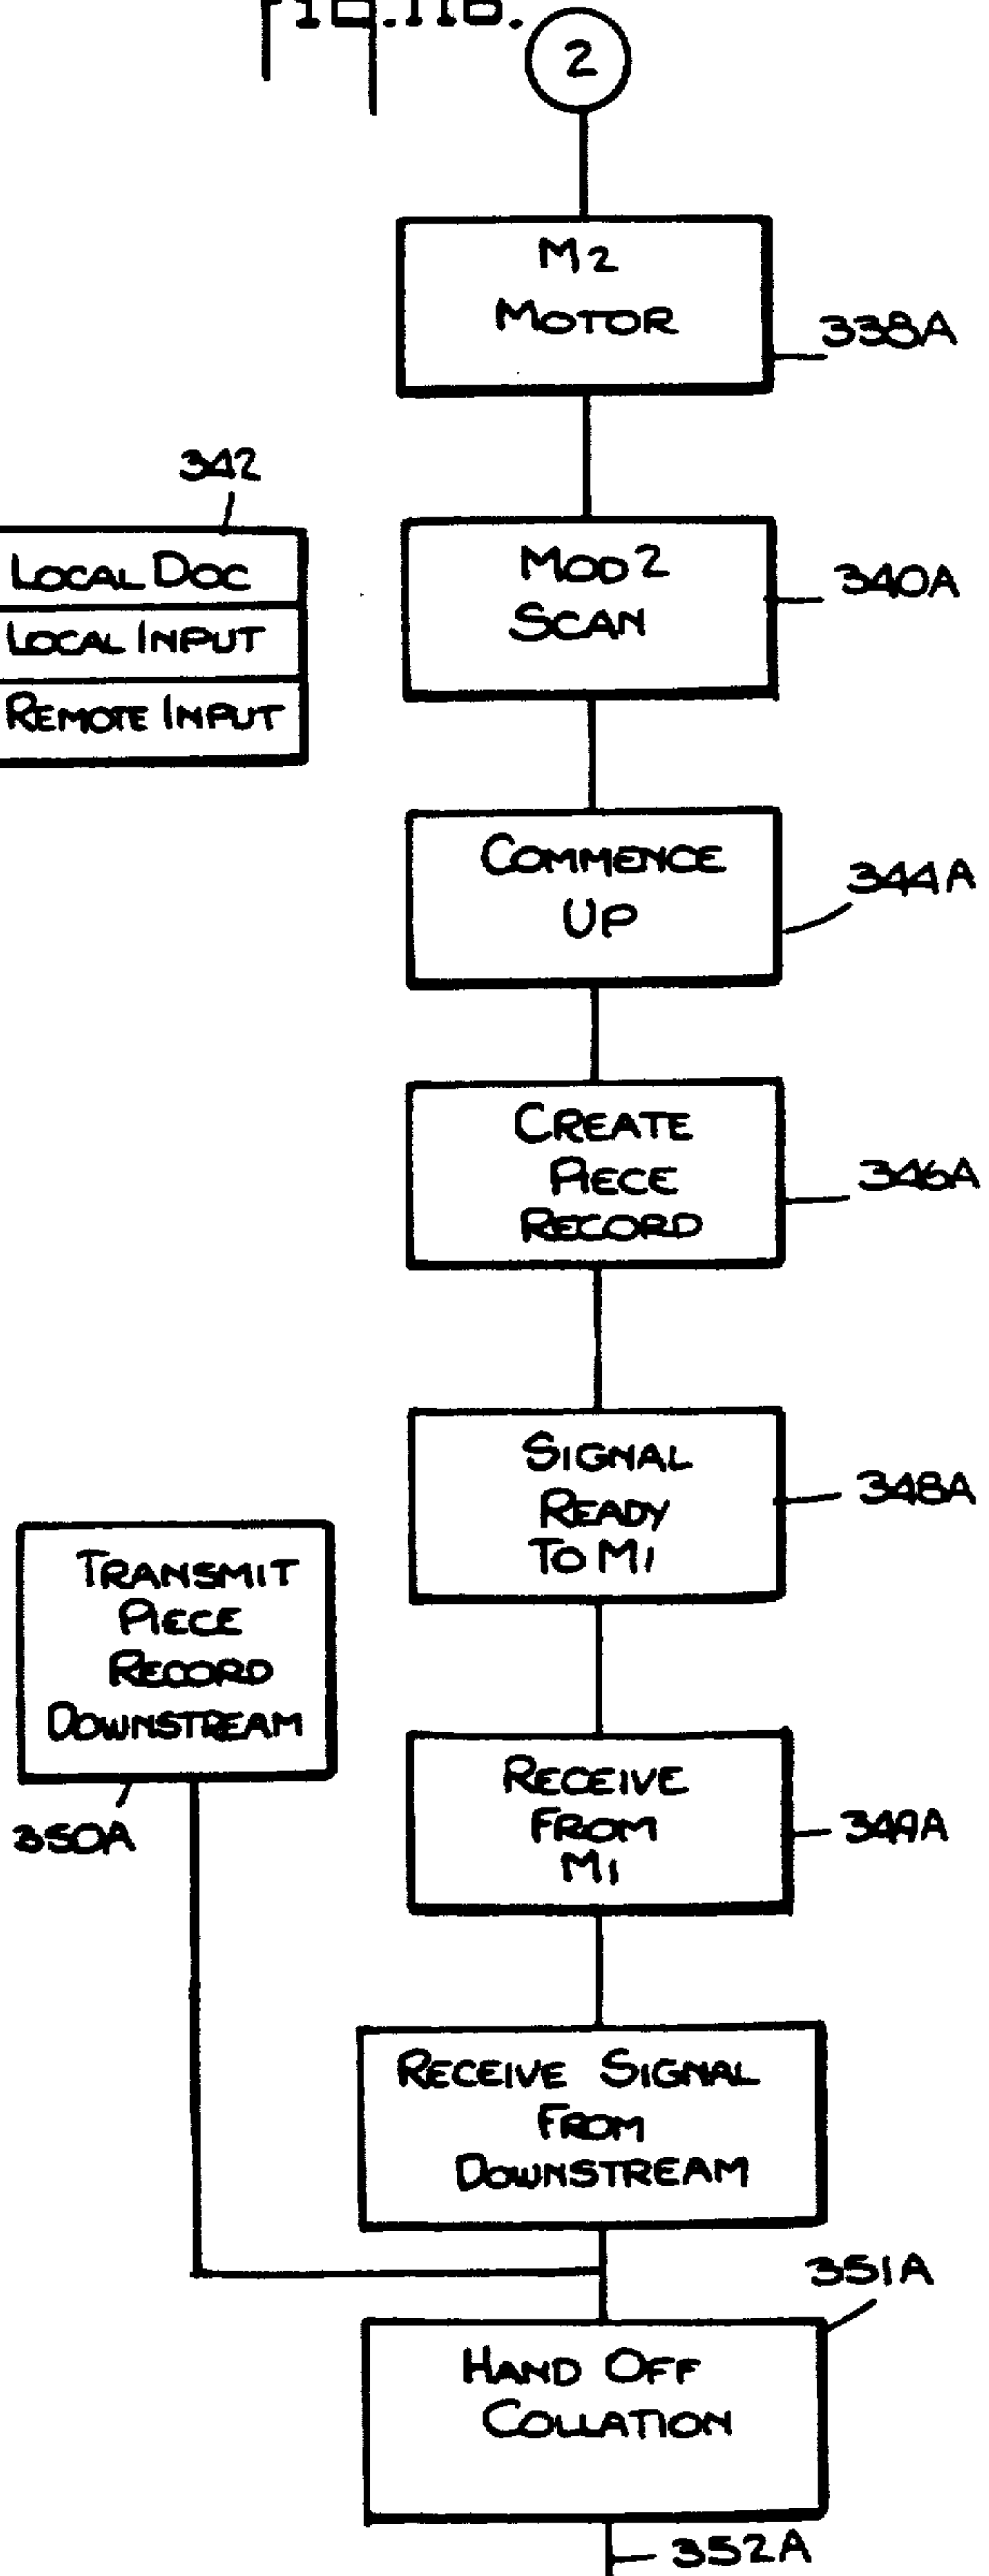 FIG.11B.
2
M2
MOTOR
338A
342
LOCAL DOC
LOCAL INPUT
REMOTE INPUT
MOD 2
SCAN
340A
COMMENCE
UP
344A
CREATE
PIECE
RECORD
346A
SIGNAL
READY
TO M1
348A
TRANSMIT
PIECE
RECORD
DOWNSTREAM
350A
RECEIVE
FROM
M1
349A
RECEIVE SIGNAL
FROM
DOWNSTREAM
351A
HAND OFF
COLLATION
352A